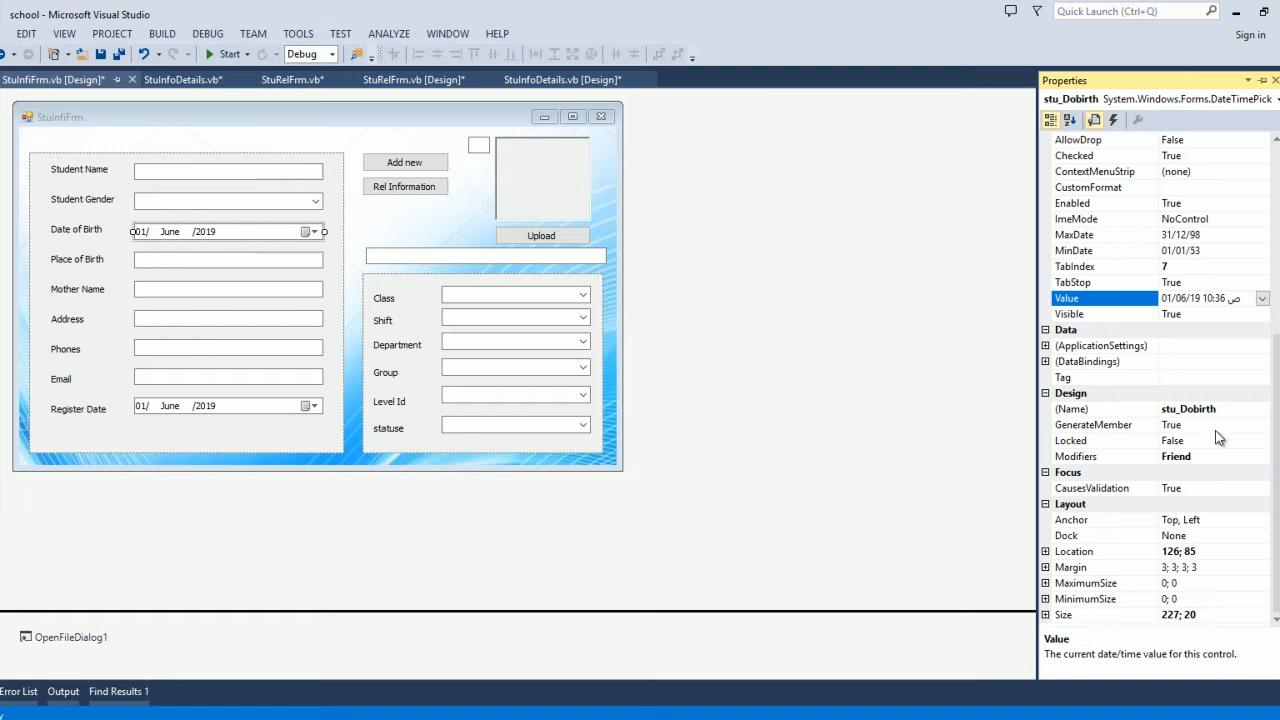 school - Microsoft Visual Studio
Quick Launch (Ctrl+Q)
EDIT VIEW PROJECT BUILD DEBUG TEAM TOOLS TEST ANALYZE WINDOW HELP
Sign in
Start Debug
StuInfiFrm.vb [Design]* StuInfoDetails.vb* StuRelFrm.vb* StuRelFrm.vb [Design]* StuInfoDetails.vb [Design]*
StuInfiFrm
Student Name
Student Gender
Date of Birth 01/ June /2019
Place of Birth
Mother Name
Address
Phones
Email
Register Date 01/ June /2019
Add new
Rel Information
Upload
Class
Shift
Department
Group
Level Id
statuse
OpenFileDialog1
Error List Output Find Results 1
Properties
stu_Dobirth System.Windows.Forms.DateTimePick
AllowDrop False
Checked True
ContextMenuStrip (none)
CustomFormat
Enabled True
ImeMode NoControl
MaxDate 31/12/98
MinDate 01/01/53
TabIndex 7
TabStop True
Value 01/06/19 10:36 ص
Visible True
Data
(ApplicationSettings)
(DataBindings)
Tag
Design
(Name) stu_Dobirth
GenerateMember True
Locked False
Modifiers Friend
Focus
CausesValidation True
Layout
Anchor Top, Left
Dock None
Location 126; 85
Margin 3; 3; 3; 3
MaximumSize 0; 0
MinimumSize 0; 0
Size 227; 20
Value
The current date/time value for this control.